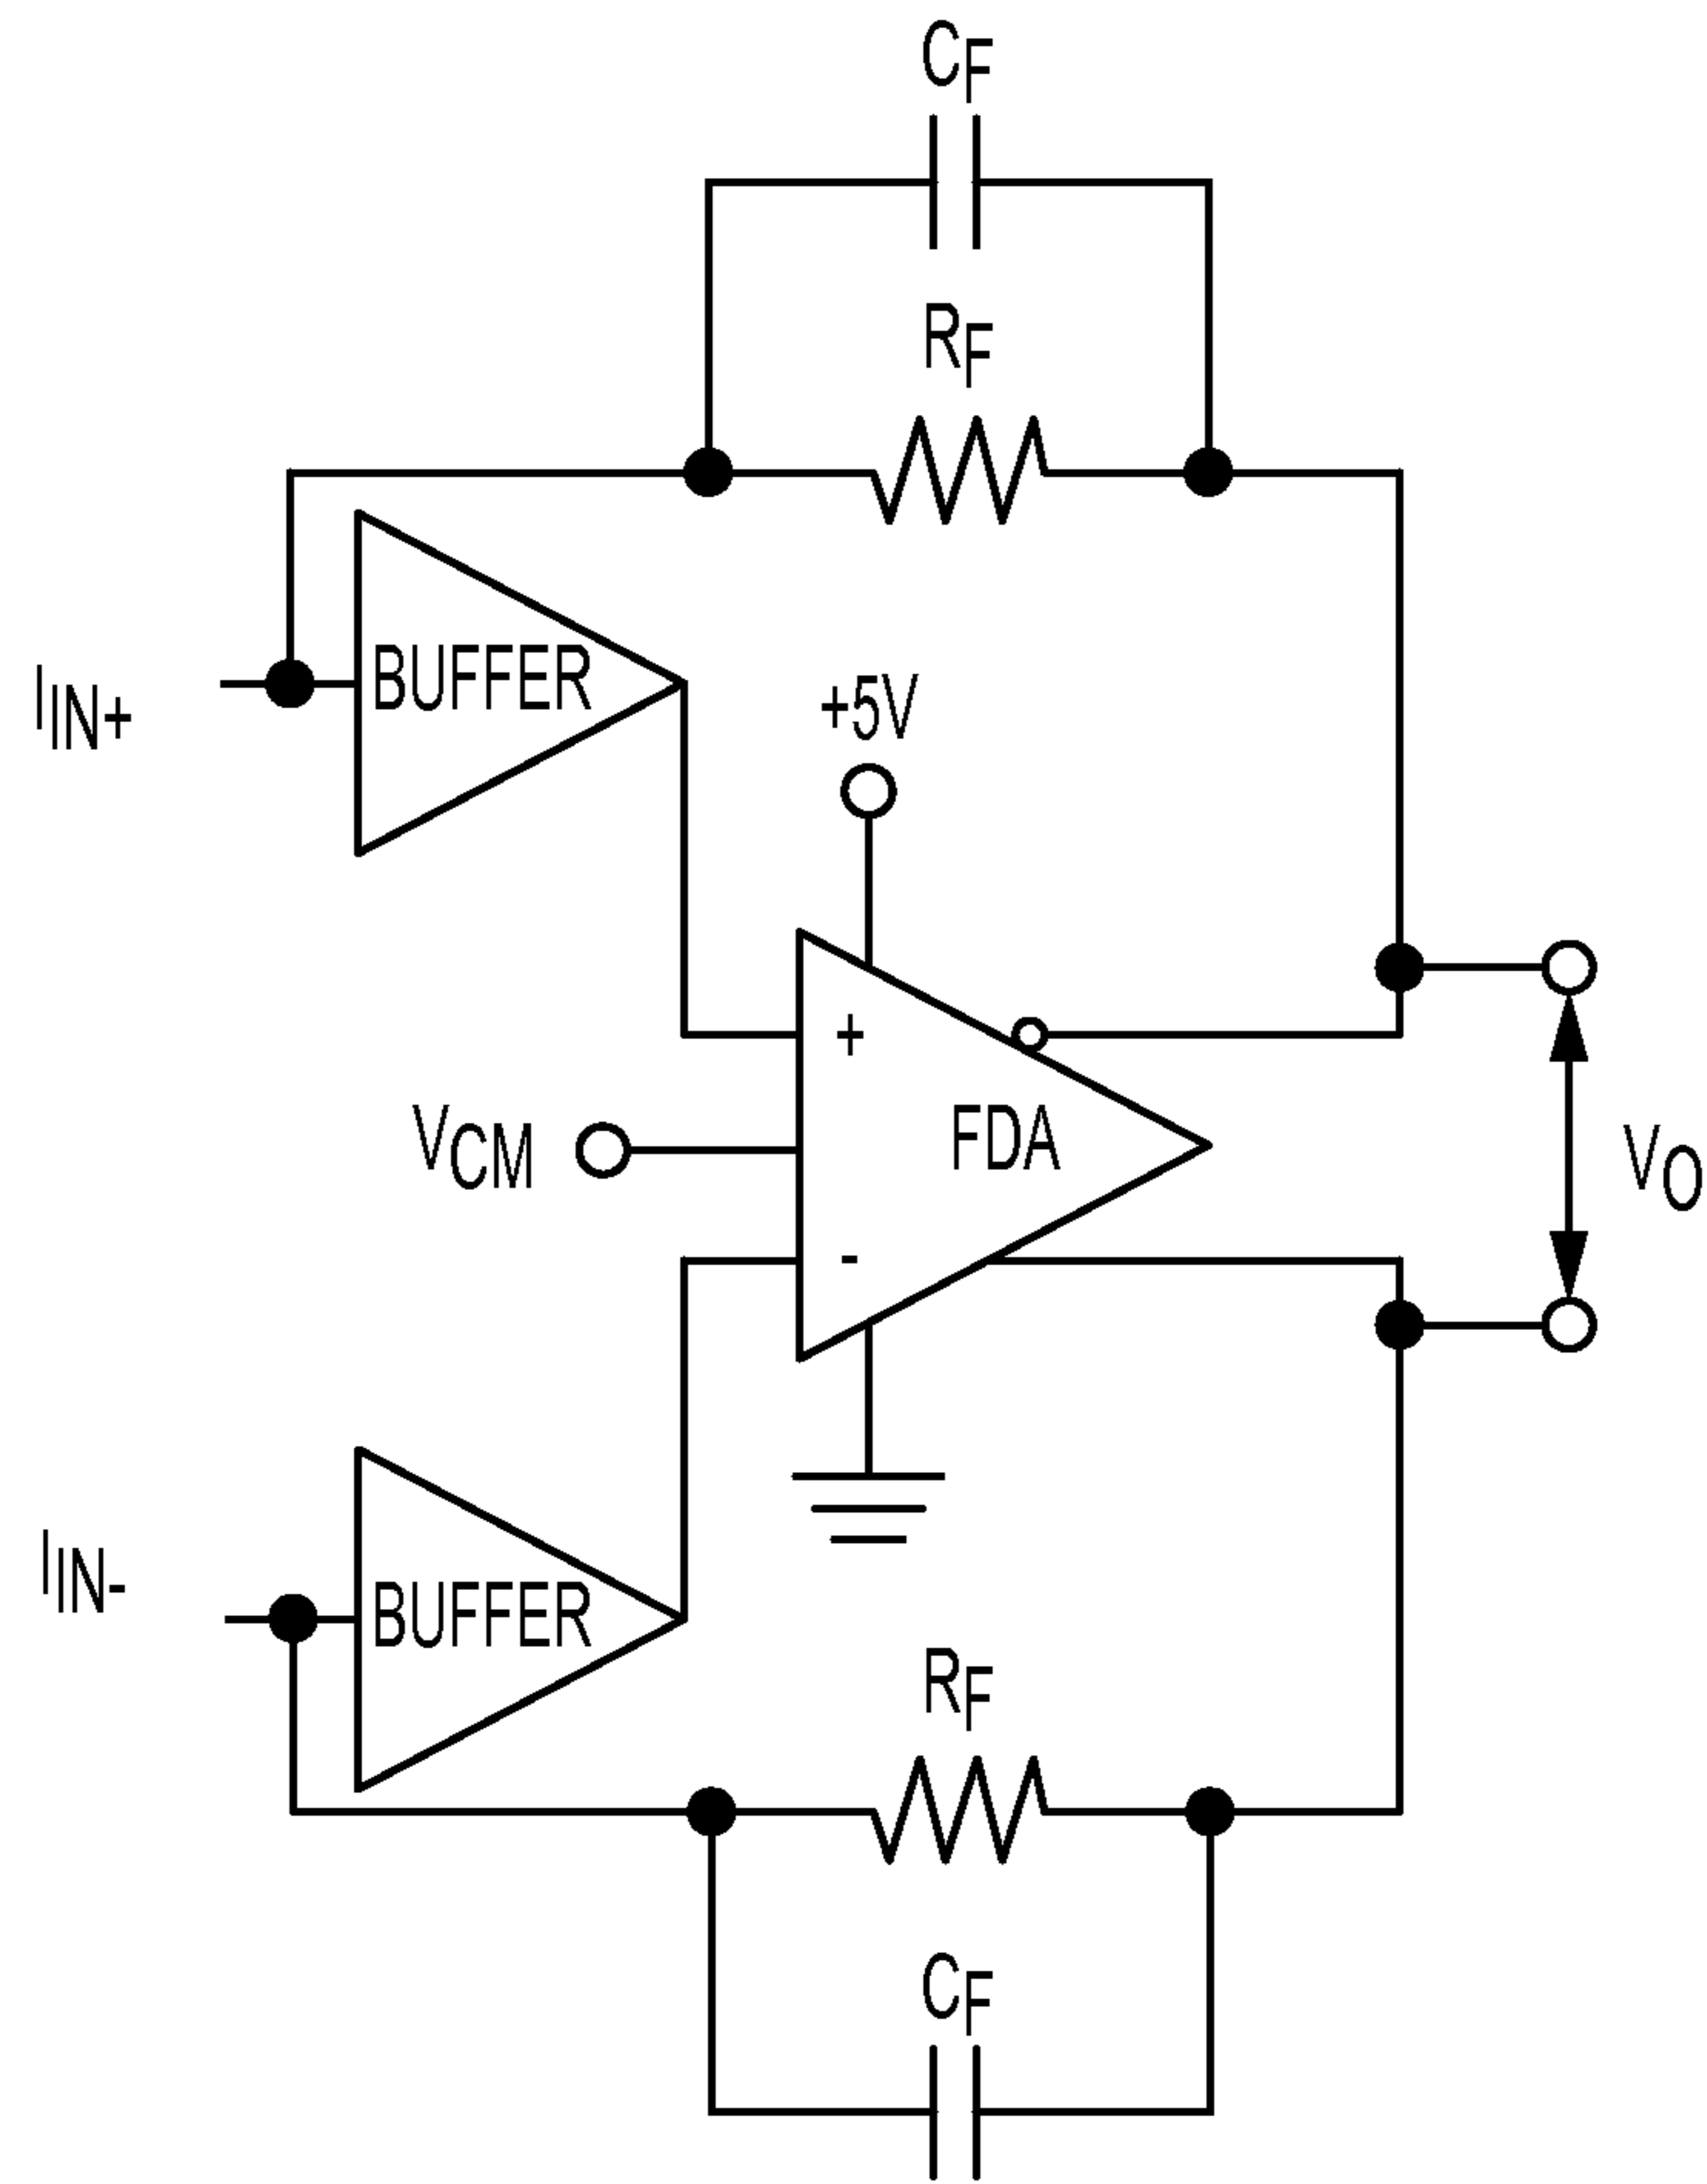 CF
RF
BUFFER
IIN+
+5V
+
VCM
FDA
VO
-
IIN-
BUFFER
RF
CF